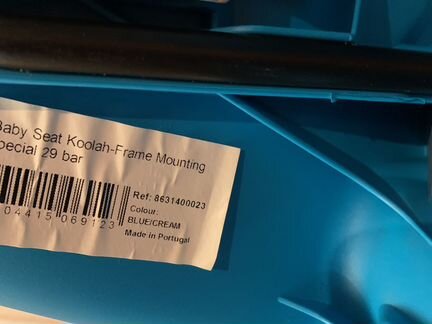 Baby Seat Koolah-Frame Mounting
pecial 29 bar
Ref: 8631400023
Colour:
BLUE/CREAM
04415 069123
Made in Portugal